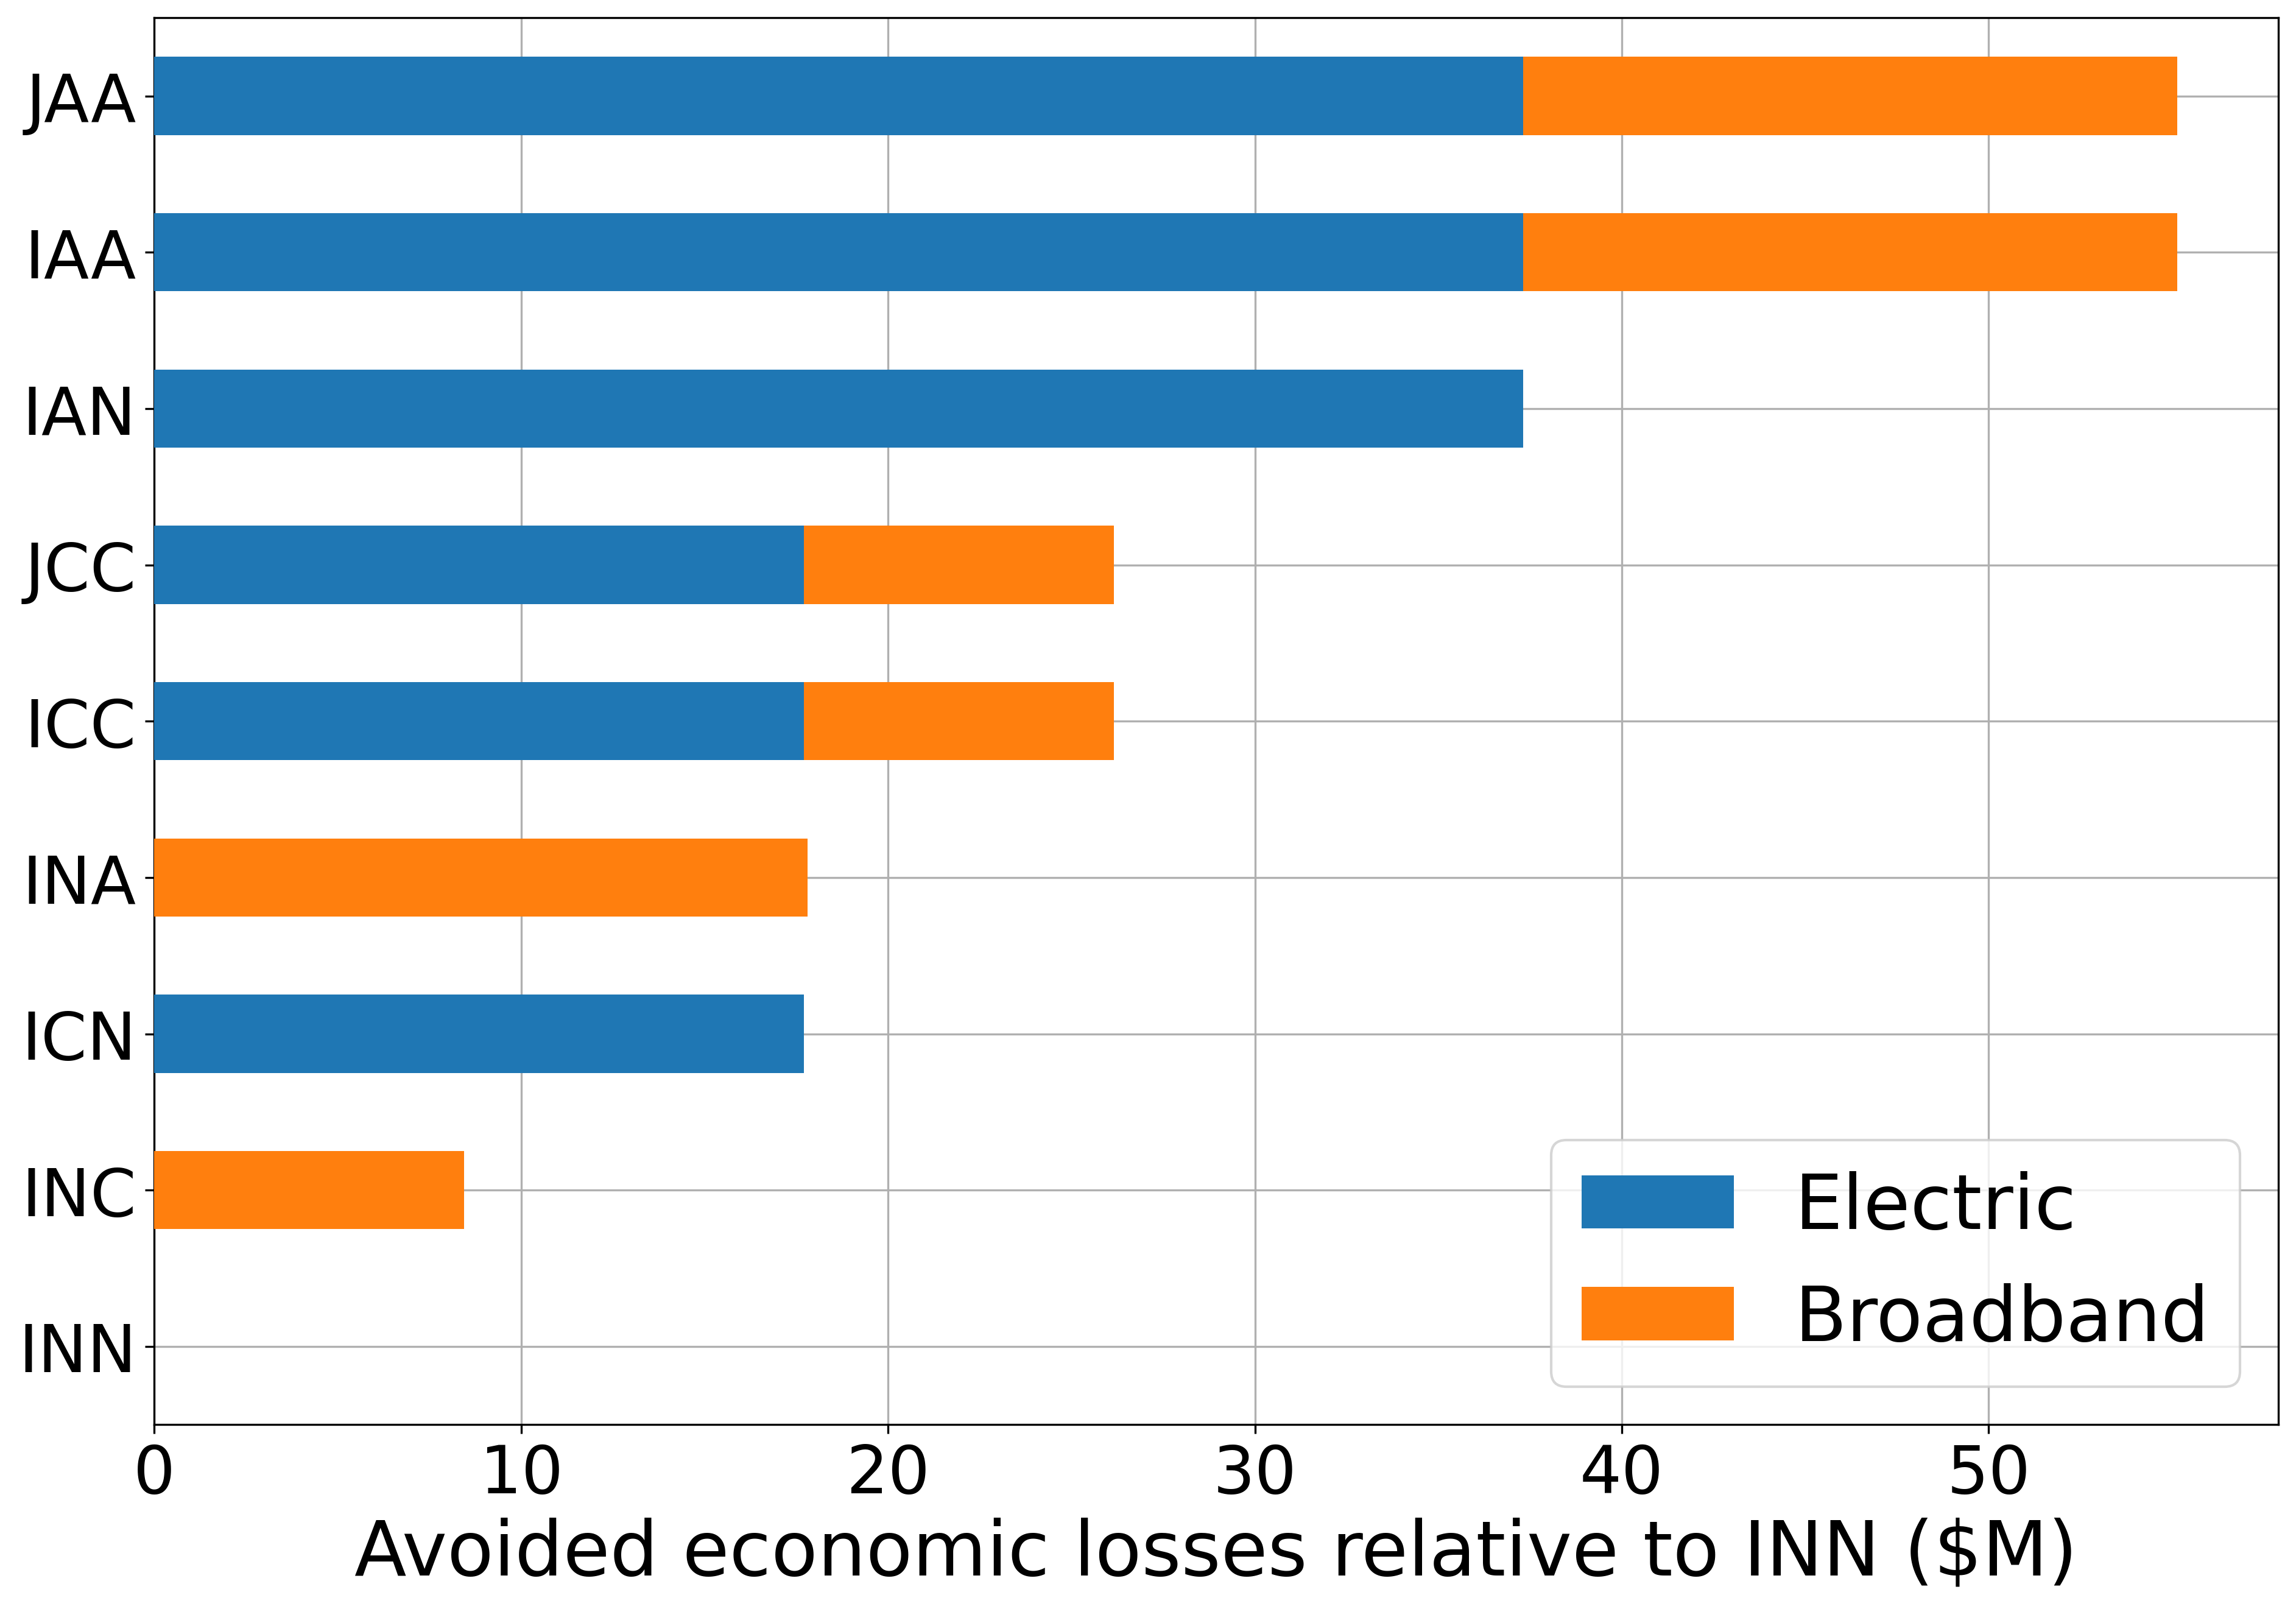 JAA
IAA
IAN
JCC
ICC
INA
ICN
INC
INN
Electric
Broadband
0 10 20 30 40 50
Avoided economic losses relative to INN ($M)